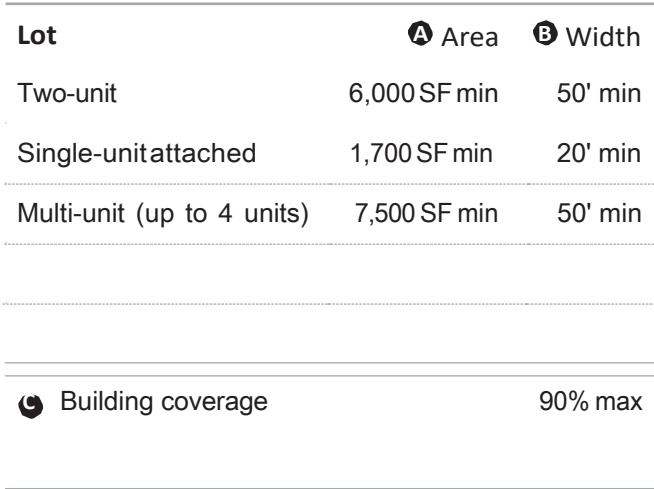 Lot A Area B Width
Two-unit 6,000 SF min 50' min
Single-unit attached 1,700 SF min 20' min
Multi-unit (up to 4 units) 7,500 SF min 50' min
C Building coverage 90% max